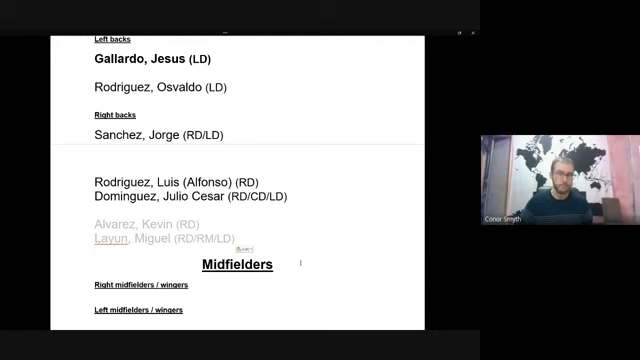 Left backs
Gallardo, Jesus (LD)
Rodriguez, Osvaldo (LD)
Right backs
Sanchez, Jorge (RD/LD)
Rodriguez, Luis (Alfonso) (RD)
Dominguez, Julio Cesar (RD/CD/LD)
Alvarez, Kevin (RD)
Layun, Miguel (RD/RM/LD)
Midfielders
Right midfielders / wingers
Left midfielders / wingers
Conor Smyth